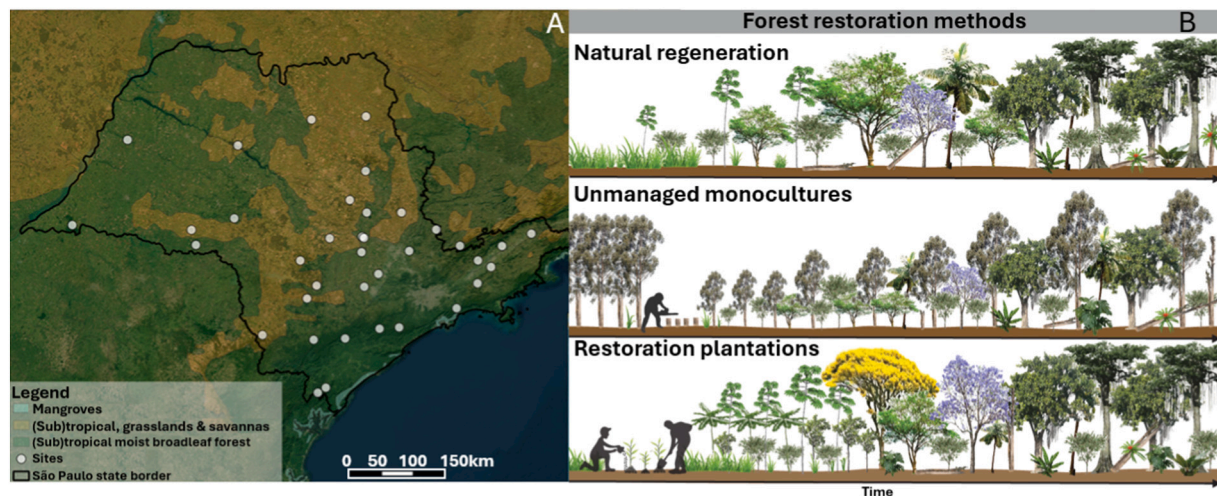 A
Legend
Mangroves
(Sub)tropical, grasslands & savannas
(Sub)tropical moist broadleaf forest
Sites
São Paulo state border
0 50 100 150km
Forest restoration methods
B
Natural regeneration
Unmanaged monocultures
Restoration plantations
Time